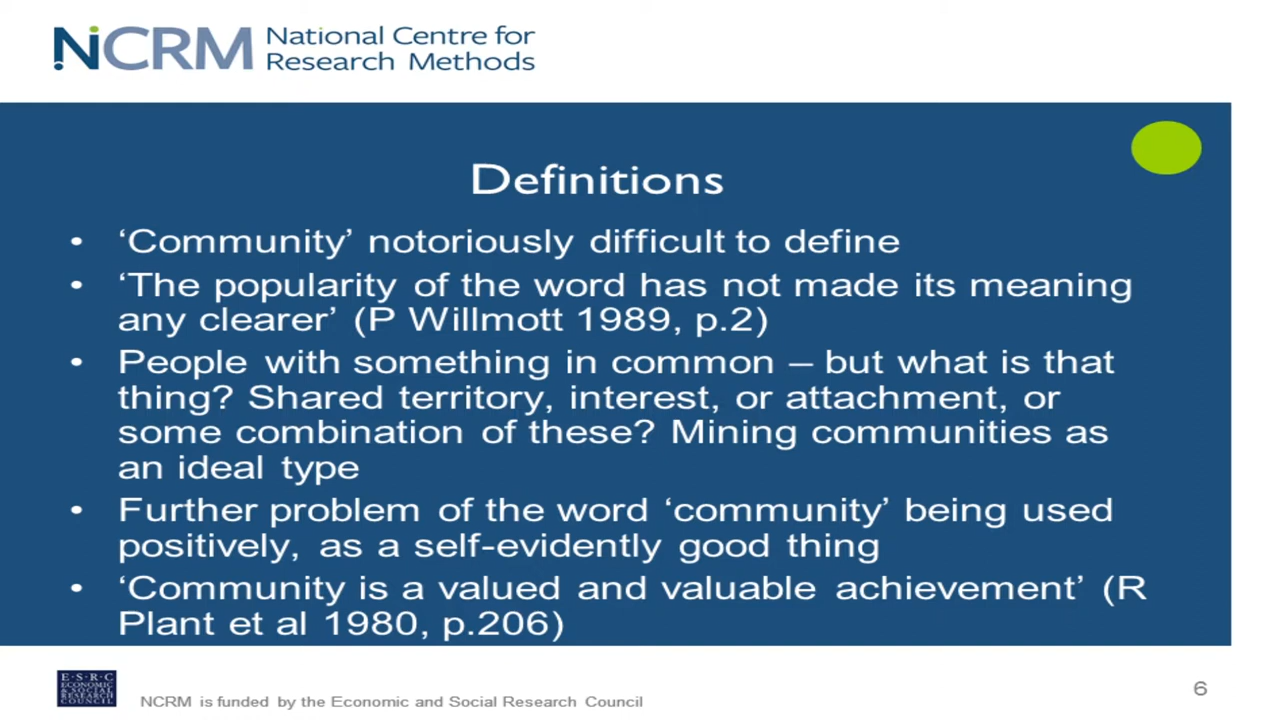 NCRM National Centre for
Research Methods
Definitions
• ‘Community’ notoriously difficult to define
• ‘The popularity of the word has not made its meaning
any clearer’ (P Willmott 1989, p.2)
• People with something in common – but what is that
thing? Shared territory, interest, or attachment, or
some combination of these? Mining communities as
an ideal type
• Further problem of the word ‘community’ being used
positively, as a self-evidently good thing
• ‘Community is a valued and valuable achievement’ (R
Plant et al 1980, p.206)
E·S·R·C
ECONOMIC
& SOCIAL
RESEARCH
COUNCIL
NCRM is funded by the Economic and Social Research Council
6